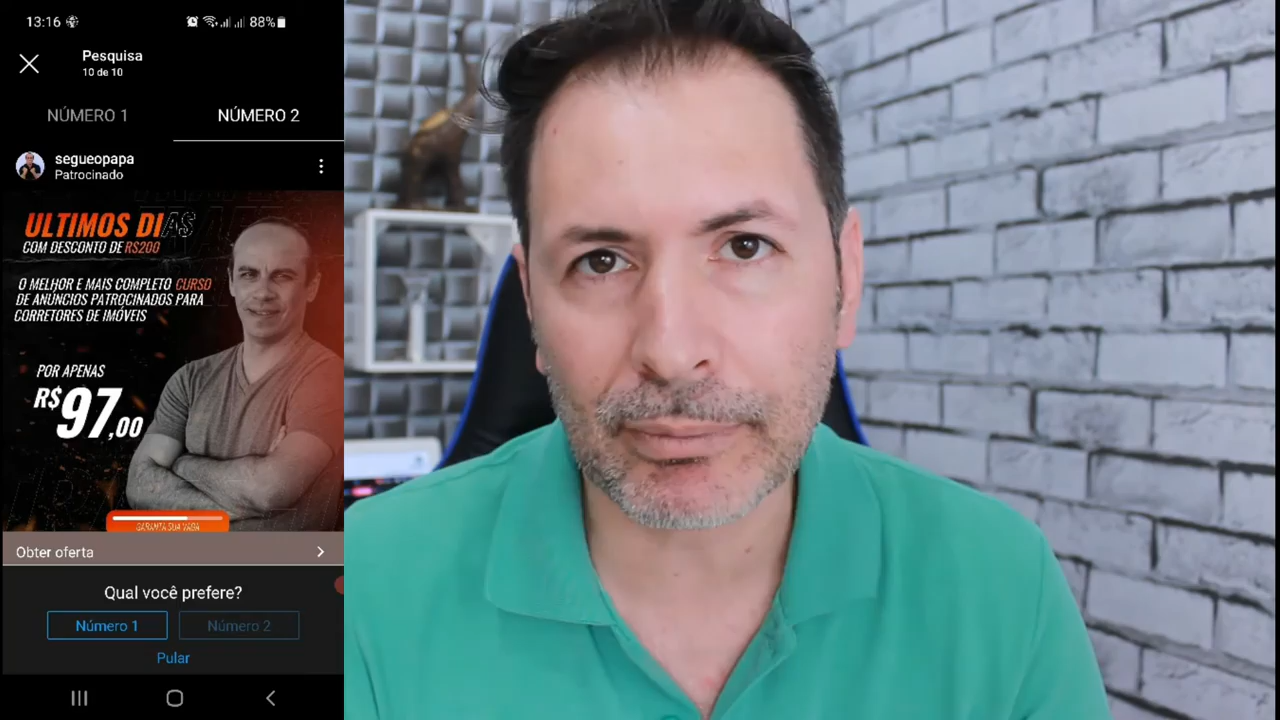 13:16
88%
Pesquisa
10 de 10
NÚMERO 1
NÚMERO 2
segueopapa
Patrocinado
ULTIMOS DIAS
COM DESCONTO DE R$200
O MELHOR E MAIS COMPLETO CURSO
DE ANÚNCIOS PATROCINADOS PARA
CORRETORES DE IMÓVEIS
POR APENAS
R$97,00
GARANTA SUA VAGA
Obter oferta
Qual você prefere?
Número 1
Número 2
Pular